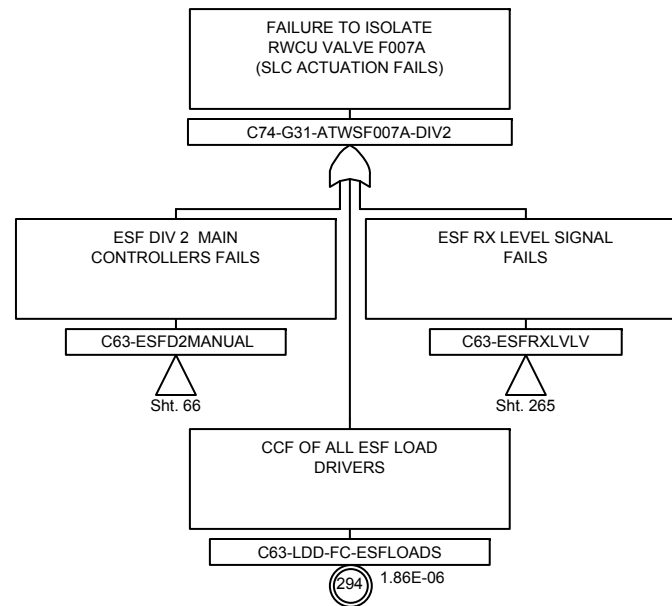 FAILURE TO ISOLATE
RWCU VALVE F007A
(SLC ACTUATION FAILS)
C74-G31-ATWSF007A-DIV2
ESF DIV 2 MAIN
CONTROLLERS FAILS
C63-ESFD2MANUAL
Sht. 66
ESF RX LEVEL SIGNAL
FAILS
C63-ESFRXLVLV
Sht. 265
CCF OF ALL ESF LOAD
DRIVERS
C63-LDD-FC-ESFLOADS
294
1.86E-06